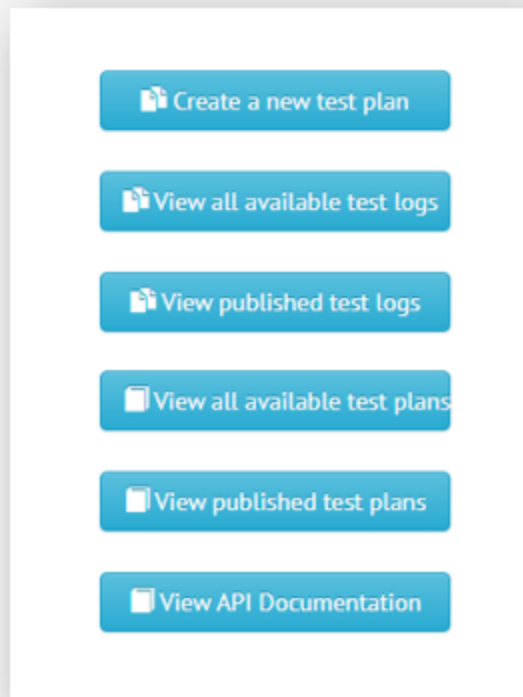 Create a new test plan
View all available test logs
View published test logs
View all available test plans
View published test plans
View API Documentation